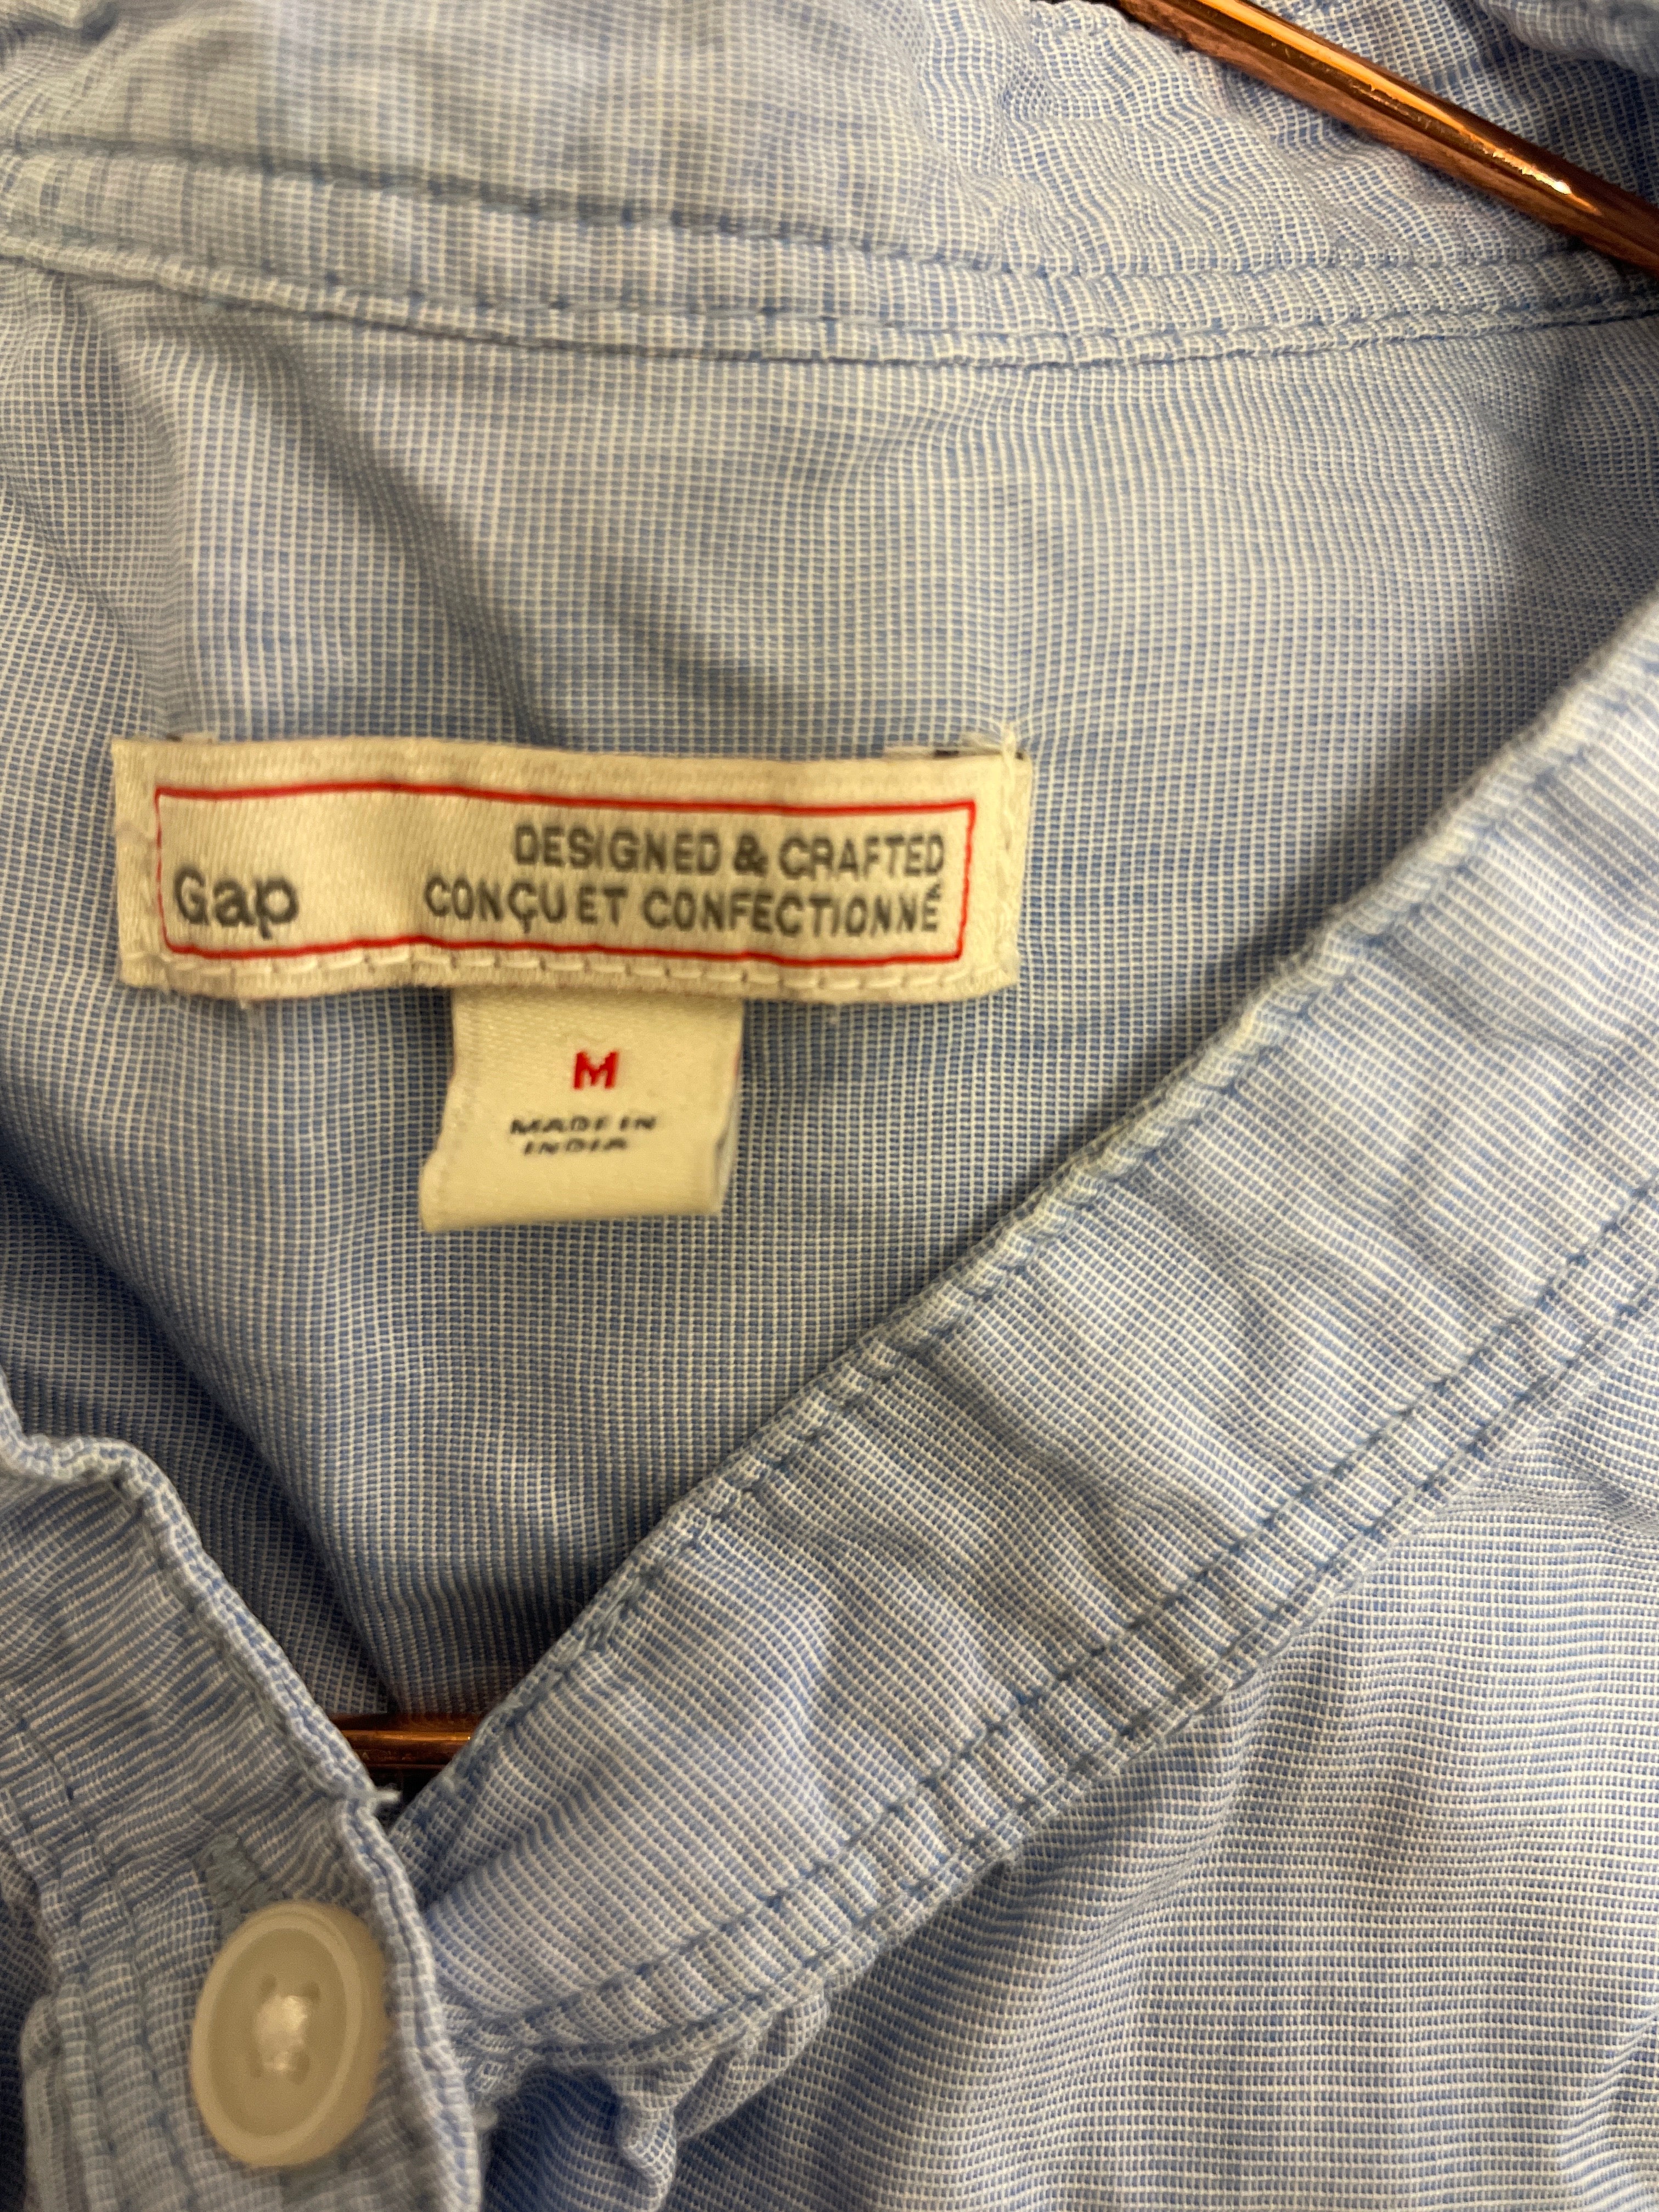 Gap
DESIGNED & CRAFTED
CONÇU ET CONFECTIONNÉ
M
MADE IN
INDIA